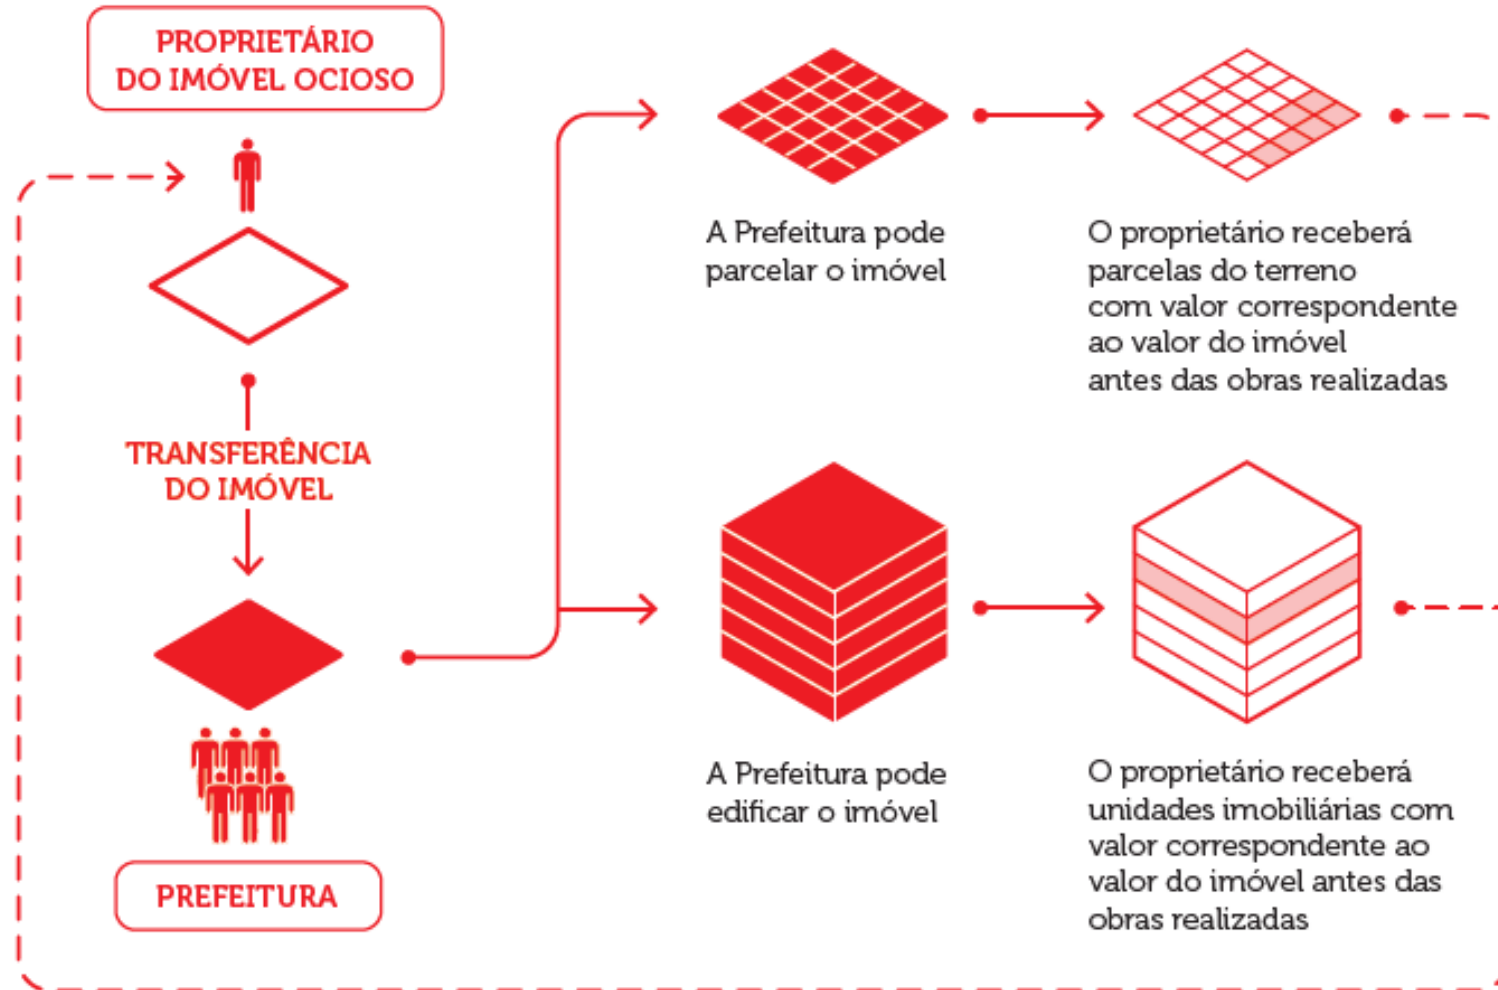 PROPRIETÁRIO
DO IMÓVEL OCIOSO
TRANSFERÊNCIA
DO IMÓVEL
PREFEITURA
A Prefeitura pode
parcelar o imóvel
O proprietário receberá
parcelas do terreno
com valor correspondente
ao valor do imóvel
antes das obras realizadas
A Prefeitura pode
edificar o imóvel
O proprietário receberá
unidades imobiliárias com
valor correspondente ao
valor do imóvel antes das
obras realizadas